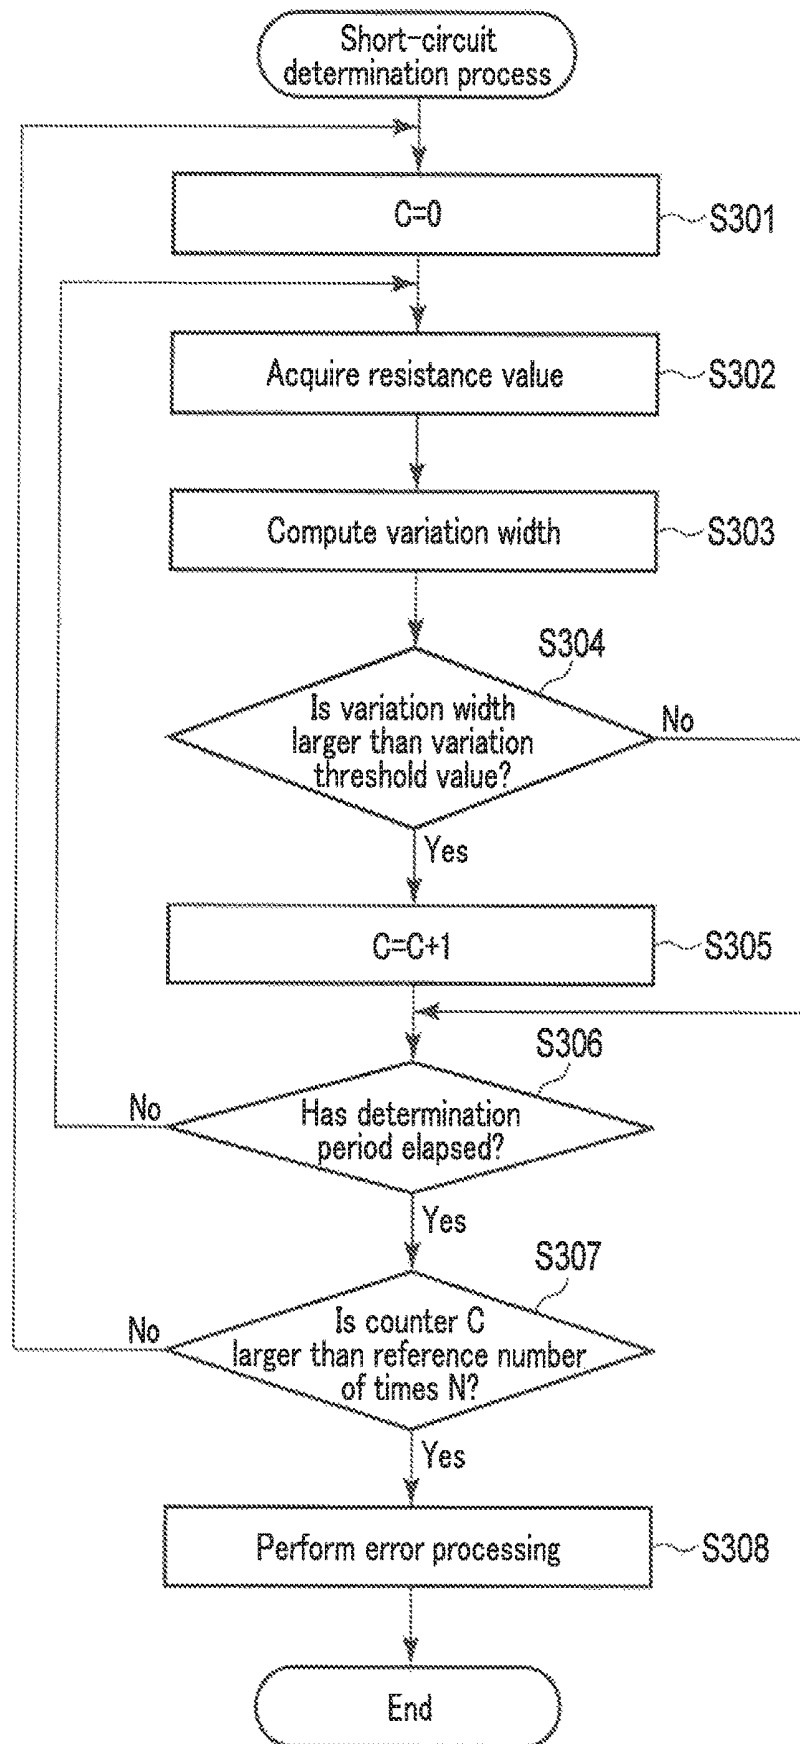 Short-circuit
determination process
C=0
S301
Acquire resistance value
S302
Compute variation width
S303
S304
Is variation width
larger than variation
threshold value?
No
Yes
C=C+1
S305
S306
Has determination
period elapsed?
No
Yes
S307
Is counter C
larger than reference number
of times N?
No
Yes
Perform error processing
S308
End